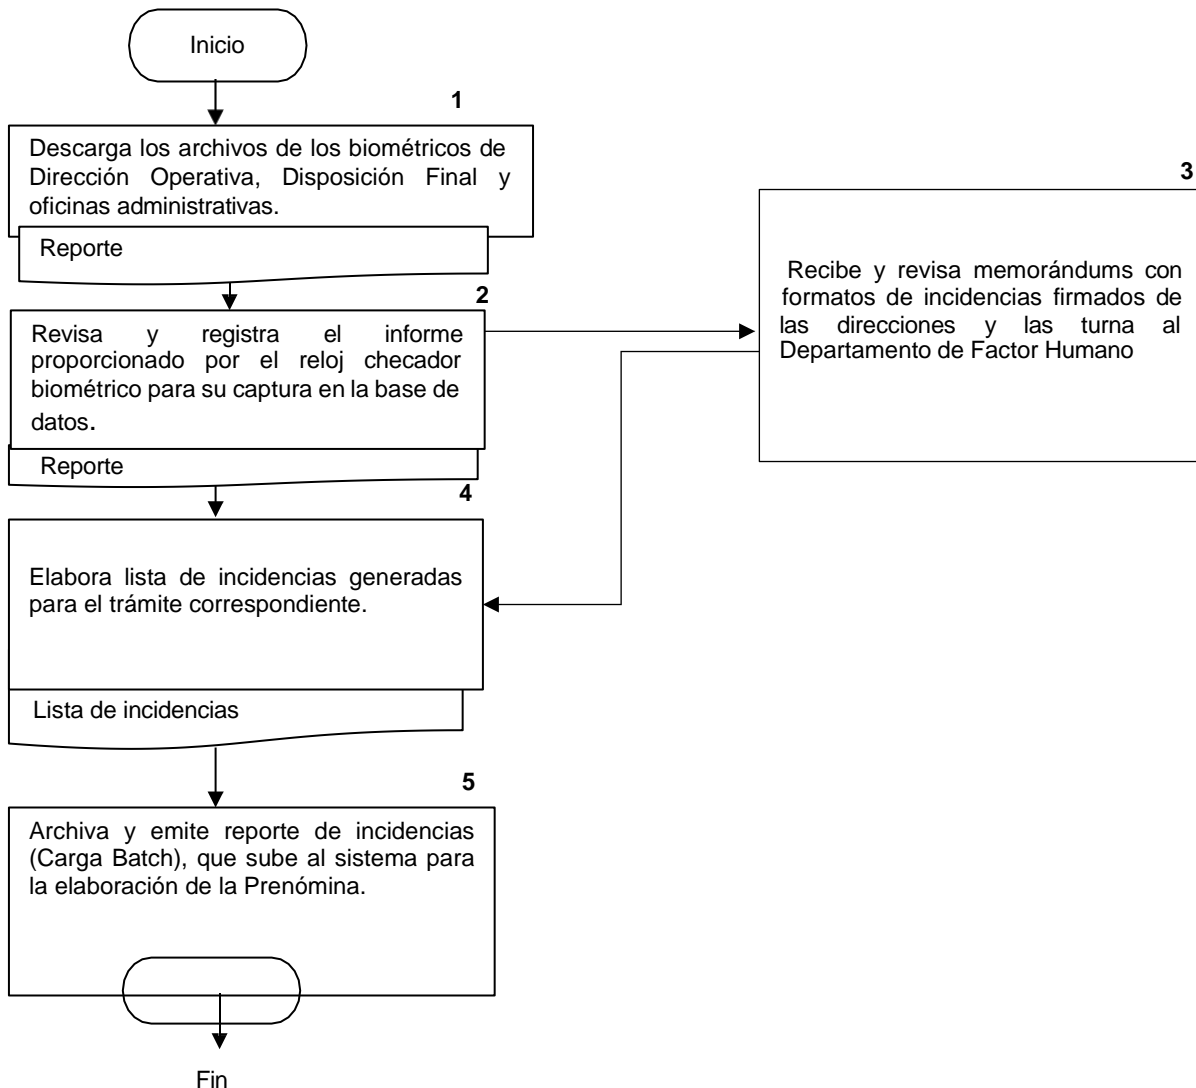 Inicio
1
Descarga los archivos de los biométricos de
Dirección Operativa, Disposición Final y
oficinas administrativas.
Reporte
2
Revisa y registra el informe
proporcionado por el reloj checador
biométrico para su captura en la base de
datos.
Reporte
3
Recibe y revisa memorándums con
formatos de incidencias firmados de
las direcciones y las turna al
Departamento de Factor Humano
4
Elabora lista de incidencias generadas
para el trámite correspondiente.
Lista de incidencias
5
Archiva y emite reporte de incidencias
(Carga Batch), que sube al sistema para
la elaboración de la Prenómina.
Fin